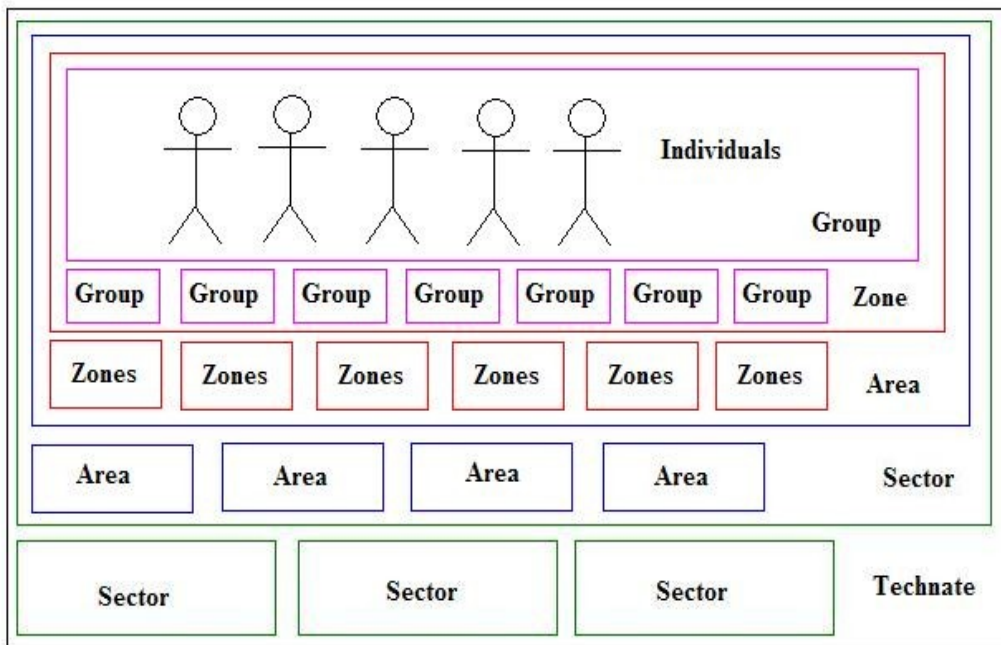 Individuals
Group
Group Group Group Group Group Group Group Zone
Zones Zones Zones Zones Zones Zones Area
Area Area Area Area Sector
Sector Sector Sector Technate